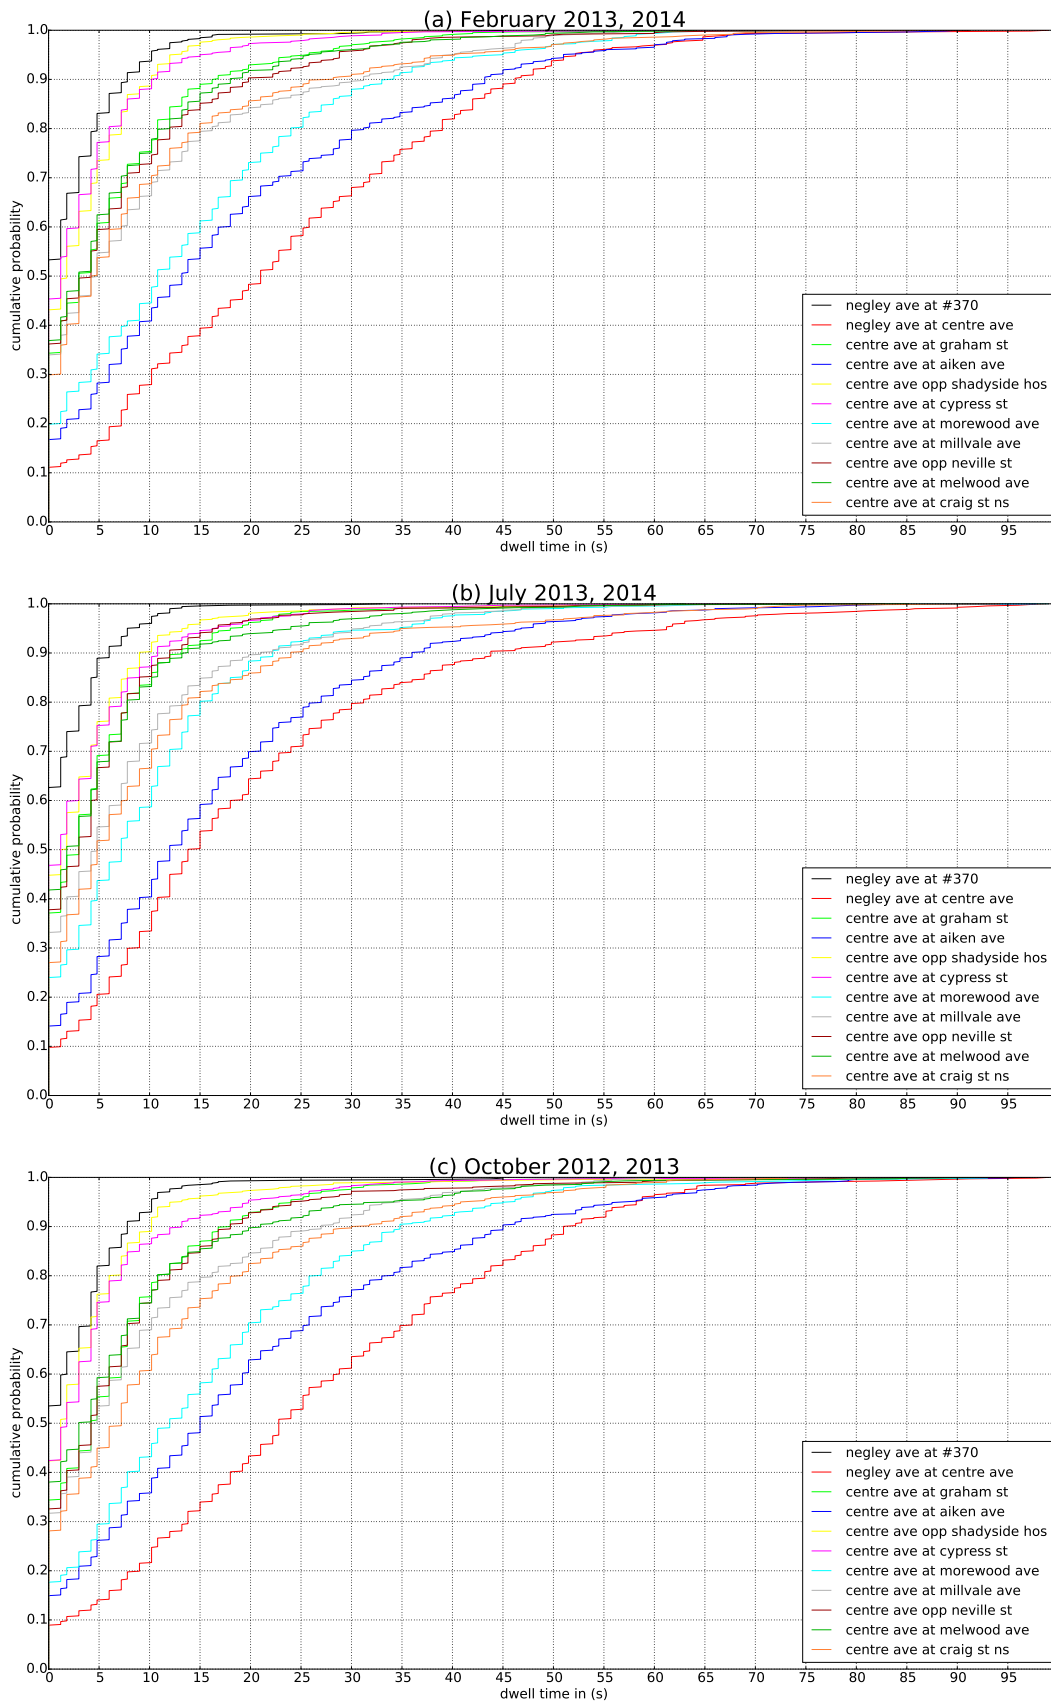 (a) February 2013, 2014
1.0
0.9
0.8
0.7
0.6
0.5
0.4
0.3
0.2
0.1
0.0
cumulative probability
negley ave at #370
negley ave at centre ave
centre ave at graham st
centre ave at aiken ave
centre ave opp shadyside hos
centre ave at cypress st
centre ave at morewood ave
centre ave at millvale ave
centre ave opp neville st
centre ave at melwood ave
centre ave at craig st ns
0 5 10 15 20 25 30 35 40 45 50 55 60 65 70 75 80 85 90 95
dwell time in (s)
(b) July 2013, 2014
1.0
0.9
0.8
0.7
0.6
0.5
0.4
0.3
0.2
0.1
0.0
cumulative probability
negley ave at #370
negley ave at centre ave
centre ave at graham st
centre ave at aiken ave
centre ave opp shadyside hos
centre ave at cypress st
centre ave at morewood ave
centre ave at millvale ave
centre ave opp neville st
centre ave at melwood ave
centre ave at craig st ns
0 5 10 15 20 25 30 35 40 45 50 55 60 65 70 75 80 85 90 95
dwell time in (s)
(c) October 2012, 2013
1.0
0.9
0.8
0.7
0.6
0.5
0.4
0.3
0.2
0.1
0.0
cumulative probability
negley ave at #370
negley ave at centre ave
centre ave at graham st
centre ave at aiken ave
centre ave opp shadyside hos
centre ave at cypress st
centre ave at morewood ave
centre ave at millvale ave
centre ave opp neville st
centre ave at melwood ave
centre ave at craig st ns
0 5 10 15 20 25 30 35 40 45 50 55 60 65 70 75 80 85 90 95
dwell time in (s)